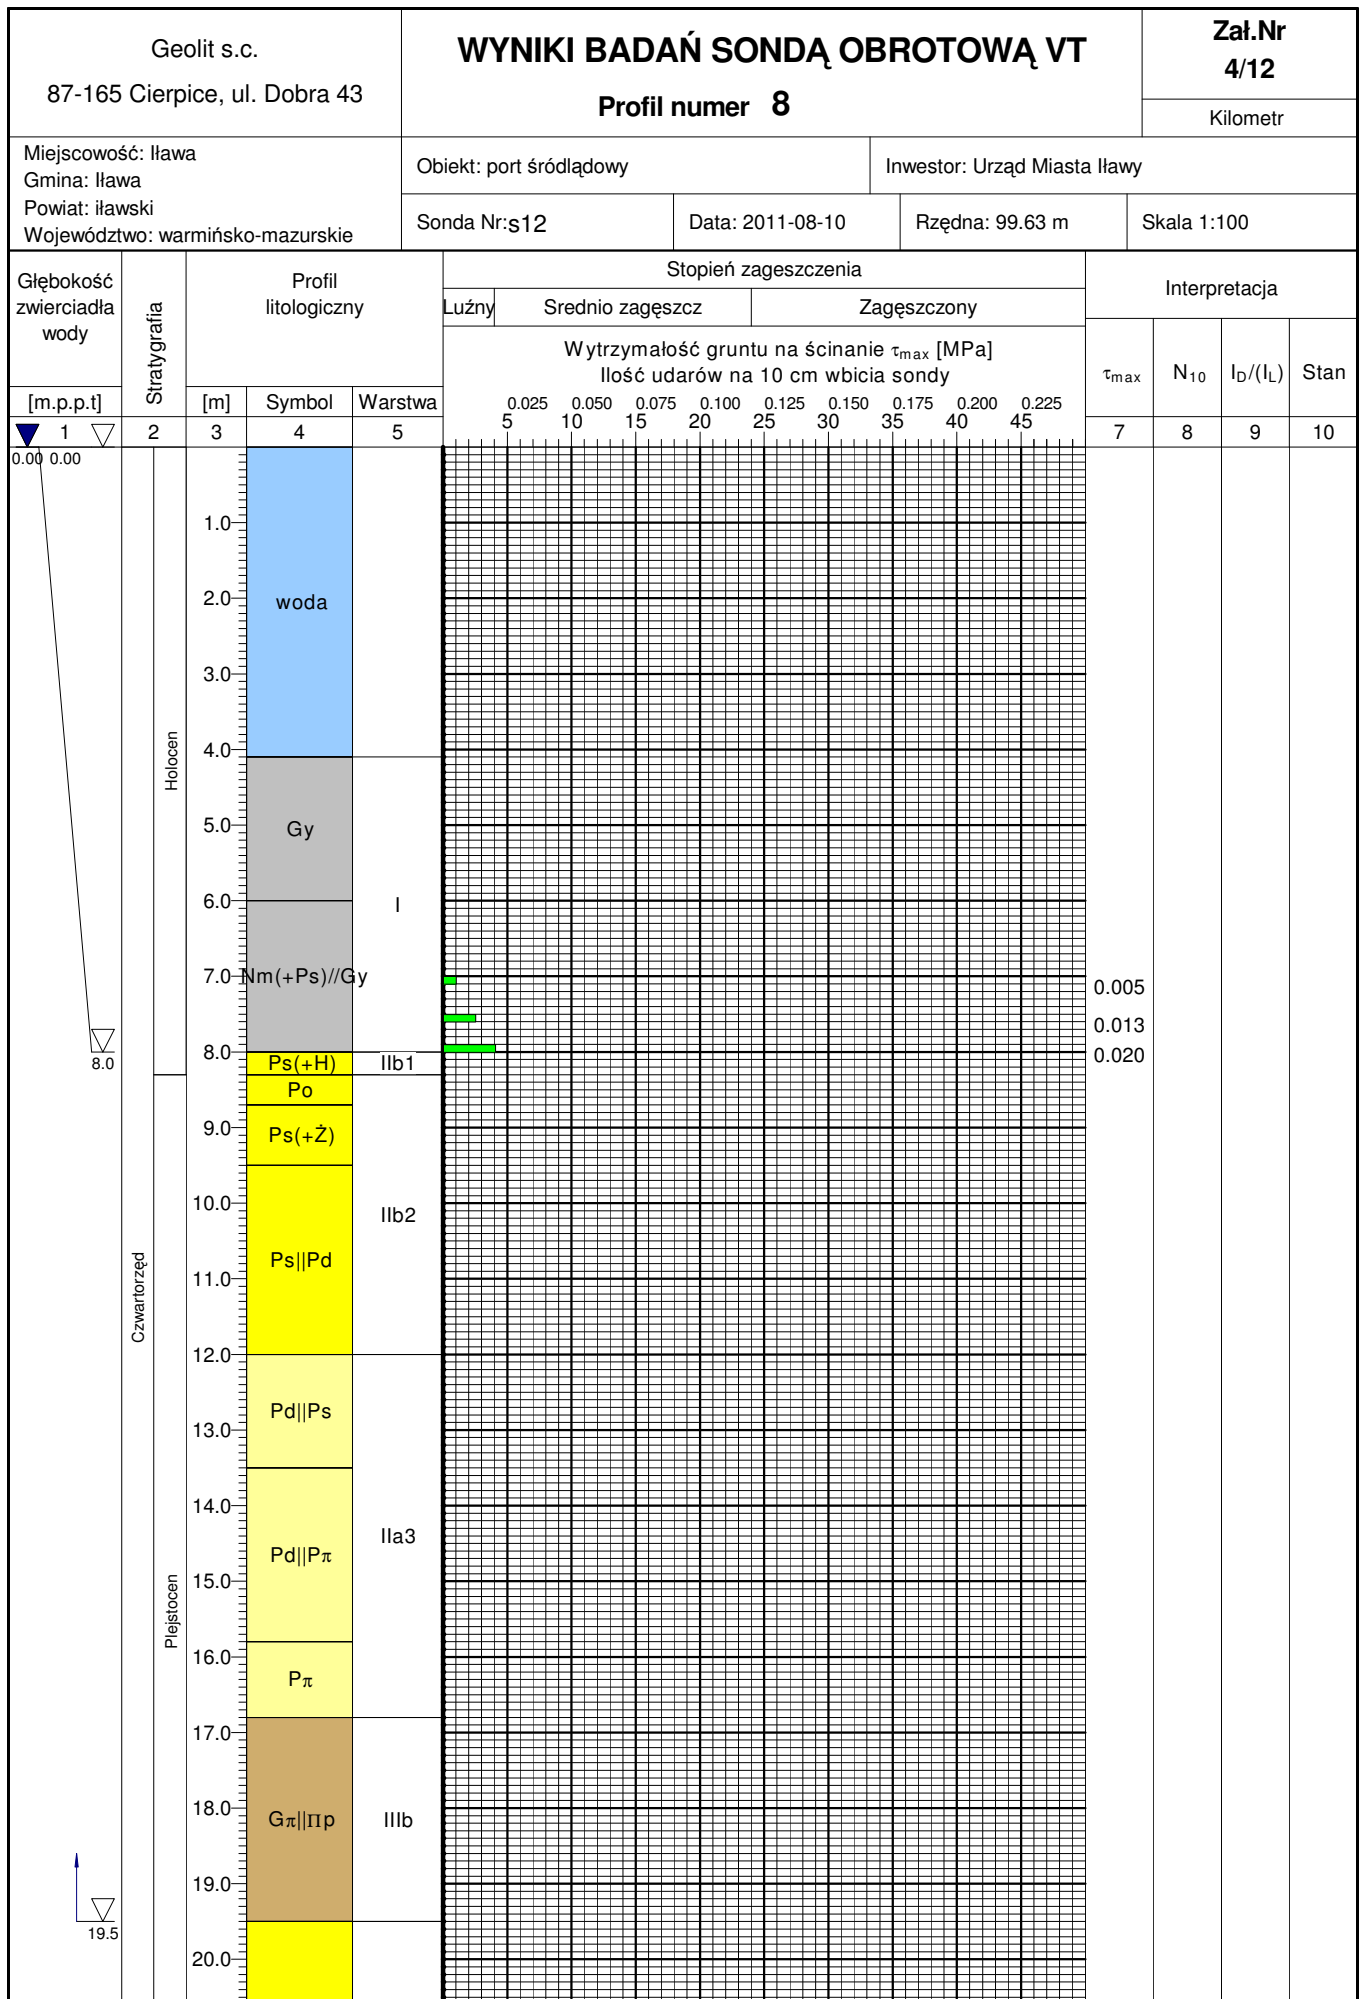 Geolit s.c.
87-165 Cierpice, ul. Dobra 43
WYNIKI BADAŃ SONDĄ OBROTOWĄ VT
Profil numer 8
Zał.Nr
4/12
Kilometr
Miejscowość: Iława
Gmina: Iława
Powiat: iławski
Województwo: warmińsko-mazurskie
Obiekt: port śródlądowy
Inwestor: Urząd Miasta Iławy
Sonda Nr:s12
Data: 2011-08-10
Rzędna: 99.63 m
Skala 1:100
Głębokość
zwierciadła
wody
[m.p.p.t]
Stratygrafia
Profil
litologiczny
[m]
Symbol
Warstwa
Stopień zageszczenia
Luźny
Srednio zagęszcz
Zagęszczony
Wytrzymałość gruntu na ścinanie τmax [MPa]
Ilość udarów na 10 cm wbicia sondy
0.025 0.050 0.075 0.100 0.125 0.150 0.175 0.200 0.225
5 10 15 20 25 30 35 40 45
Interpretacja
τmax
N10
ID/(IL)
Stan
1 2 3 4 5 7 8 9 10
0.00 0.00
1.0
2.0
woda
3.0
4.0
Holocen
5.0
Gy
6.0
I
7.0
Nm(+Ps)//Gy
0.005
0.013
8.0
8.0
0.020
Ps(+H)
IIb1
Po
9.0
Ps(+Ż)
10.0
IIb2
Ps||Pd
11.0
Czwartorzęd
12.0
Pd||Ps
13.0
14.0
IIa3
Pd||Pπ
15.0
Plejstocen
16.0
Pπ
17.0
18.0
Gπ||Πp
IIIb
19.0
19.5
20.0